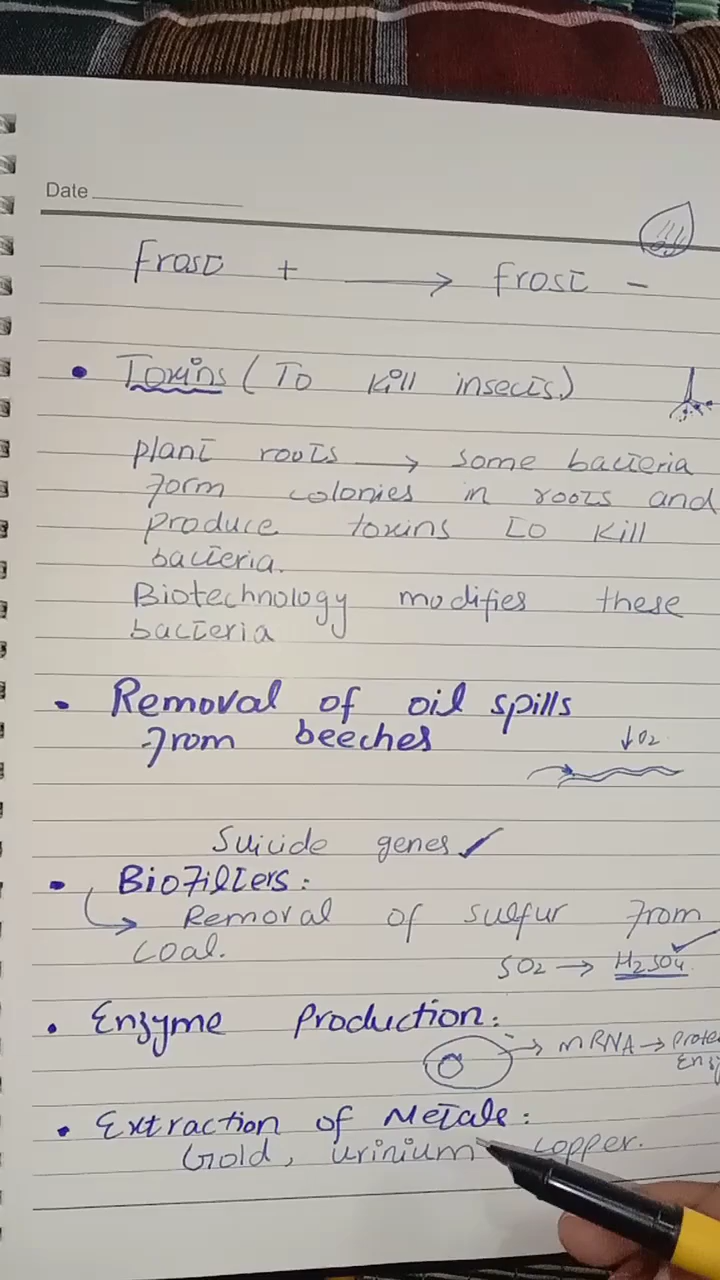 Date
Frost + → frost -
• Toxins (To kill insects)
plant roots → some bacteria
form colonies in roots and
produce toxins to kill
bacteria.
Biotechnology modifies these
bacteria
• Removal of oil spills
from beeches
↓O2
Suicide genes✓
• BioFilters:
→ Removal of sulfur from
coal.
SO2 → H2SO4
• Enzyme Production:
→ mRNA → prote
Enz
• Extraction of Metals:
Gold, urinium copper.